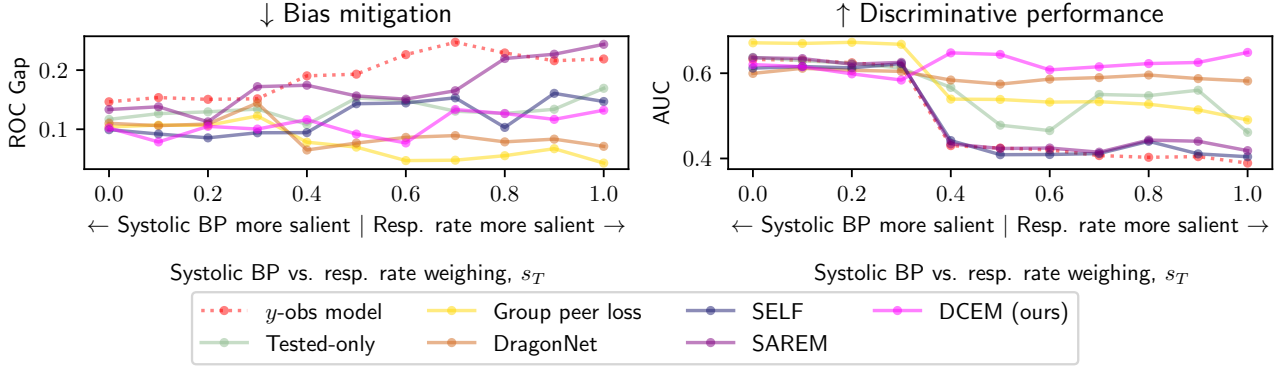 ↓ Bias mitigation
ROC Gap
0.2
0.1
0.0 0.2 0.4 0.6 0.8 1.0
← Systolic BP more salient | Resp. rate more salient →
Systolic BP vs. resp. rate weighing, s_T
↑ Discriminative performance
AUC
0.6
0.4
0.0 0.2 0.4 0.6 0.8 1.0
← Systolic BP more salient | Resp. rate more salient →
Systolic BP vs. resp. rate weighing, s_T
y-obs model
Tested-only
Group peer loss
DragonNet
SELF
SAREM
DCEM (ours)